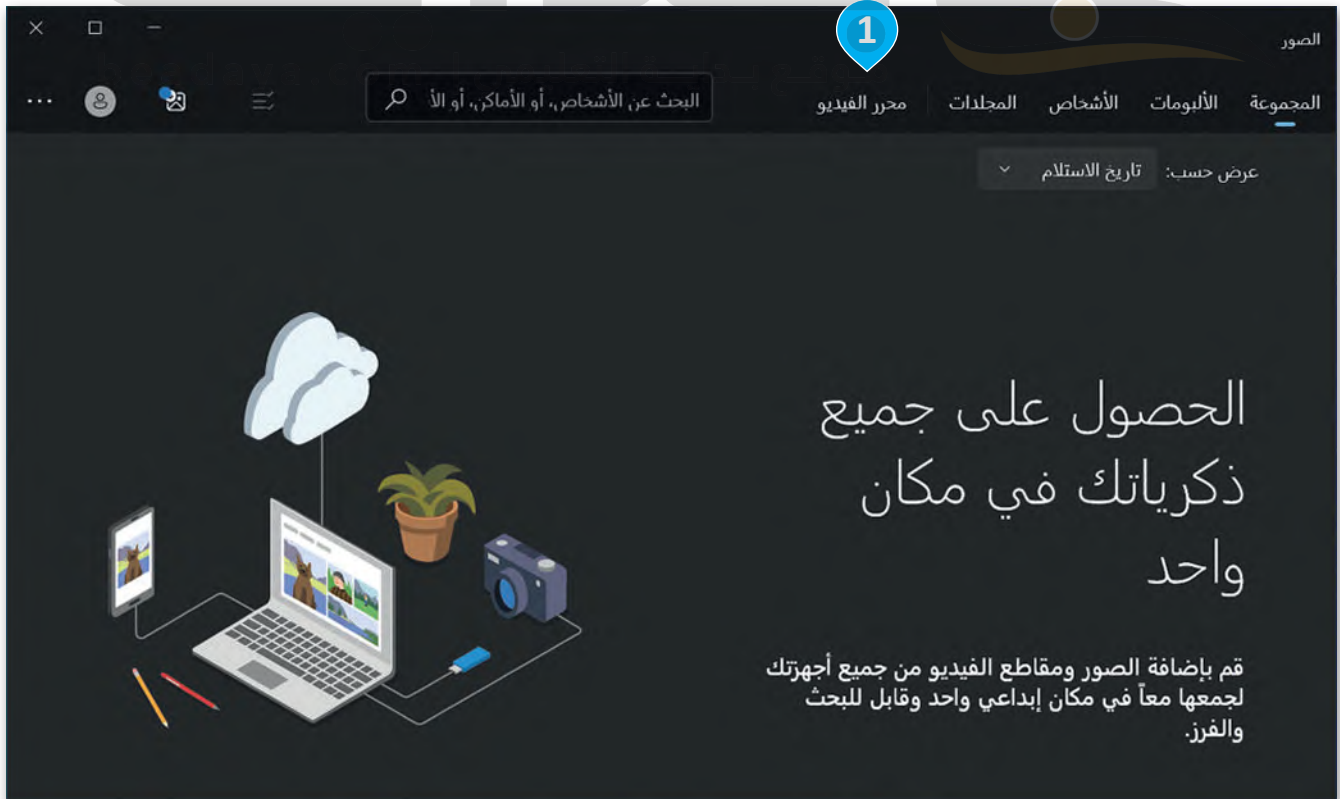 1
الصور
المجموعة الألبومات الأشخاص المجلدات محرر الفيديو
البحث عن الأشخاص، أو الأماكن، أو الأ
عرض حسب: تاريخ الاستلام
الحصول على جميع
ذكرياتك في مكان
واحد
قم بإضافة الصور ومقاطع الفيديو من جميع أجهزتك
لجمعها معاً في مكان إبداعي واحد وقابل للبحث
والفرز.